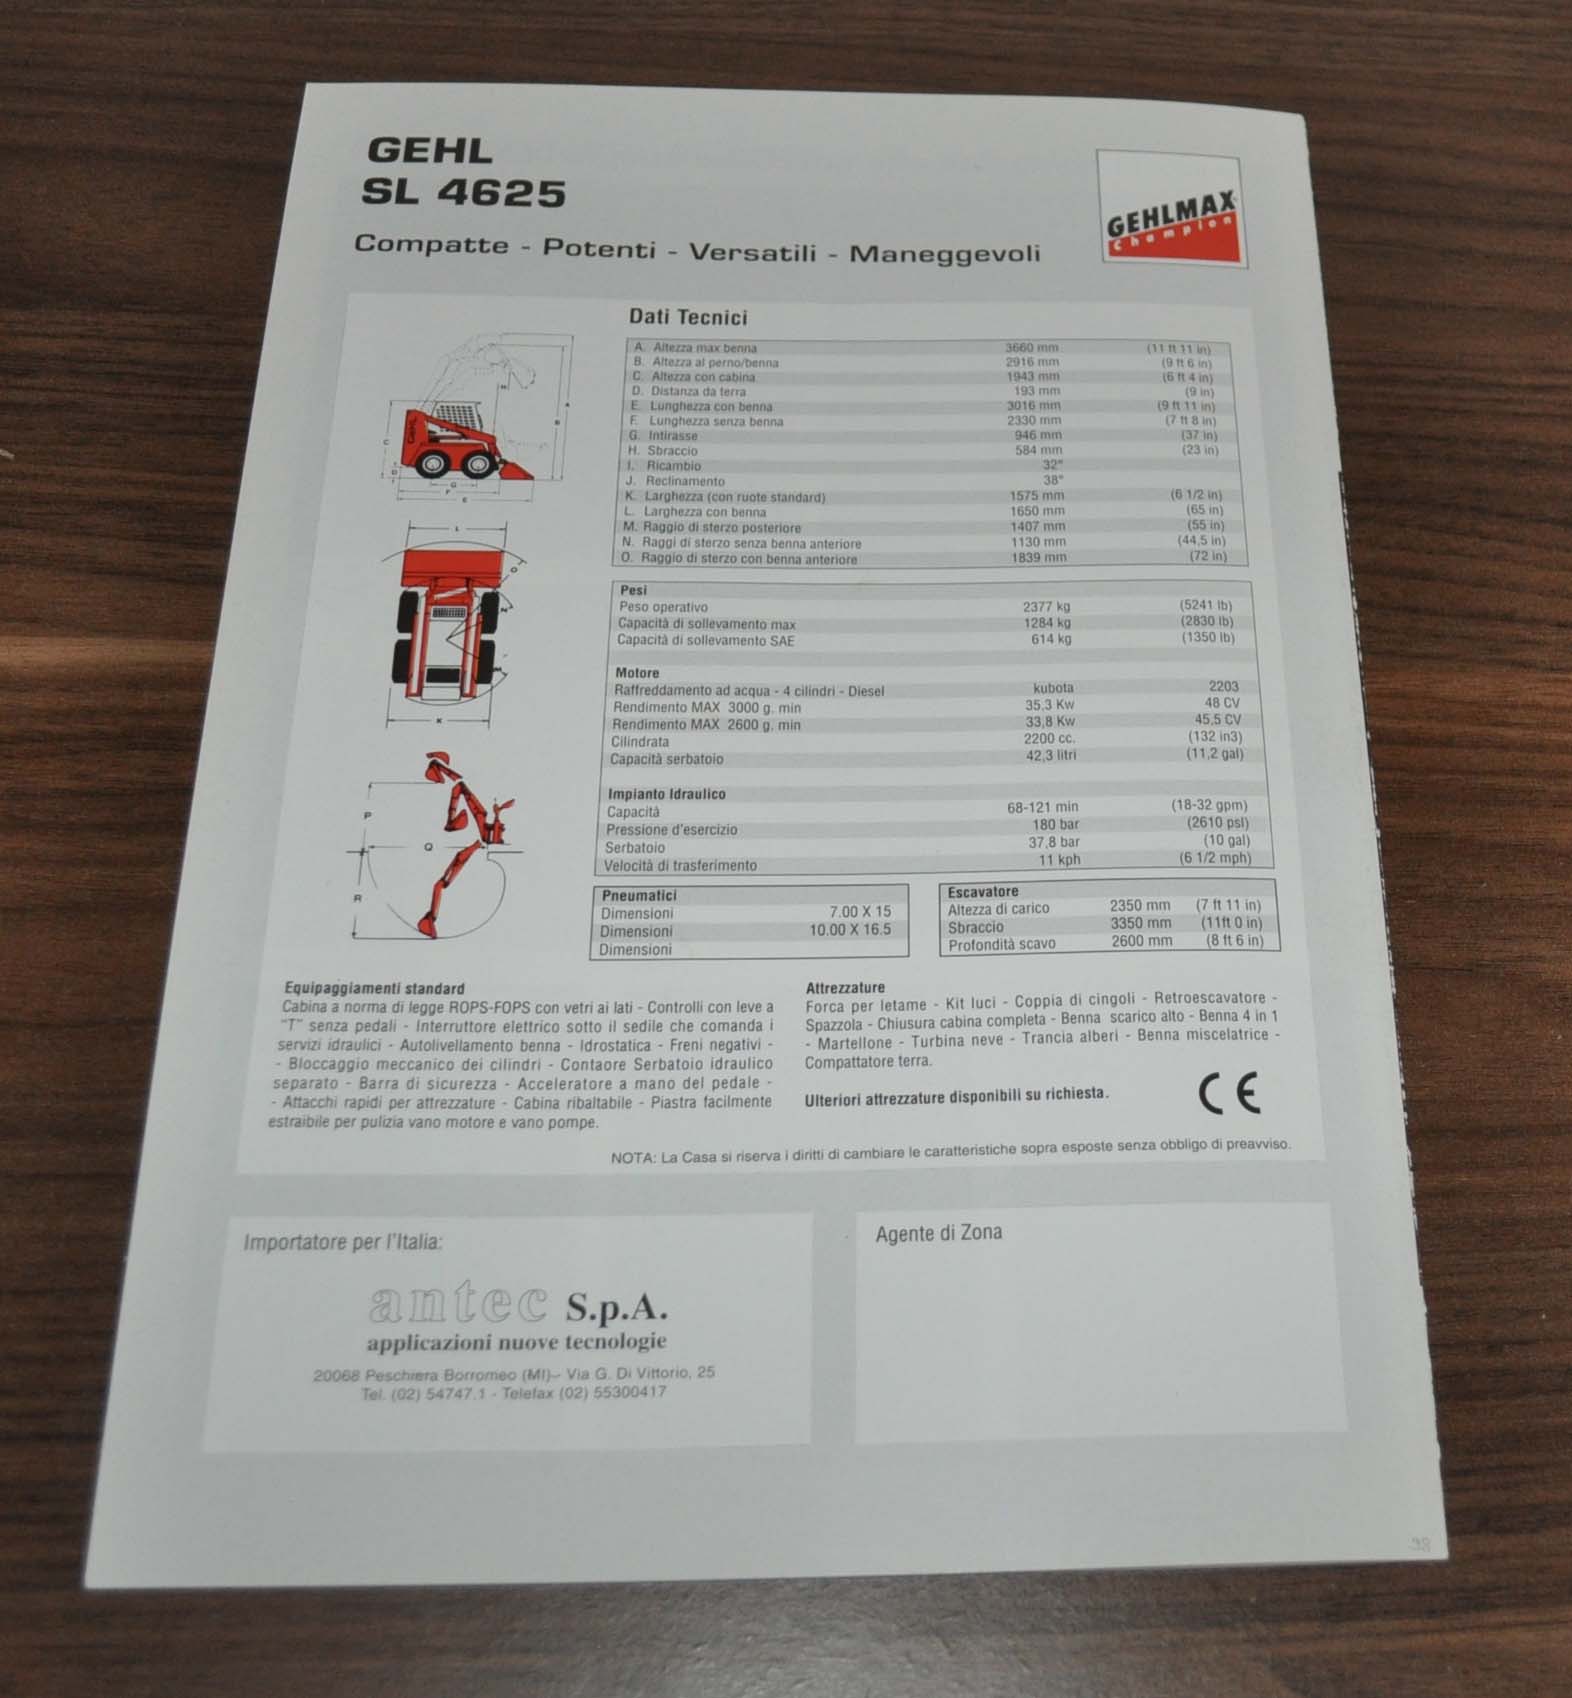 GEHL
SL 4625
Compatte - Potenti - Versatili - Maneggevoli
GEHLMAX
Champion
Dati Tecnici
A. Altezza max benna 3660 mm (11 ft 11 in)
B. Altezza al perno/benna 2916 mm (9 ft 6 in)
C. Altezza con cabina 1943 mm (6 ft 4 in)
D. Distanza da terra 193 mm (9 in)
E. Lunghezza con benna 3016 mm (9 ft 11 in)
F. Lunghezza senza benna 2330 mm (7 ft 8 in)
G. Intirasse 946 mm (37 in)
H. Sbraccio 584 mm (23 in)
I. Ricambio 32°
J. Reclinamento 38°
K. Larghezza (con ruote standard) 1575 mm (6 1/2 in)
L. Larghezza con benna 1650 mm (65 in)
M. Raggio di sterzo posteriore 1407 mm (55 in)
N. Raggi di sterzo senza benna anteriore 1130 mm (44,5 in)
O. Raggio di sterzo con benna anteriore 1839 mm (72 in)
Pesi
Peso operativo 2377 kg (5241 lb)
Capacità di sollevamento max 1284 kg (2830 lb)
Capacità di sollevamento SAE 614 kg (1350 lb)
Motore
Raffreddamento ad acqua - 4 cilindri - Diesel kubota 2203
Rendimento MAX 3000 g. min 35,3 Kw 48 CV
Rendimento MAX 2600 g. min 33,8 Kw 45,5 CV
Cilindrata 2200 cc. (132 in3)
Capacità serbatoio 42,3 litri (11,2 gal)
Impianto Idraulico
Capacità 68-121 min (18-32 gpm)
Pressione d'esercizio 180 bar (2610 psl)
Serbatoio 37,8 bar (10 gal)
Velocità di trasferimento 11 kph (6 1/2 mph)
Pneumatici
Dimensioni 7.00 X 15
Dimensioni 10.00 X 16.5
Dimensioni
Escavatore
Altezza di carico 2350 mm (7 ft 11 in)
Sbraccio 3350 mm (11ft 0 in)
Profondità scavo 2600 mm (8 ft 6 in)
GEHL
A
B
C
D
G
F
E
H
L
O
N
M
K
P
Q
R
Equipaggiamenti standard
Cabina a norma di legge ROPS-FOPS con vetri ai lati - Controlli con leve a
"T" senza pedali - Interruttore elettrico sotto il sedile che comanda i
servizi idraulici - Autolivellamento benna - Idrostatica - Freni negativi -
- Bloccaggio meccanico dei cilindri - Contaore Serbatoio idraulico
separato - Barra di sicurezza - Acceleratore a mano del pedale -
- Attacchi rapidi per attrezzature - Cabina ribaltabile - Piastra facilmente
estraibile per pulizia vano motore e vano pompe.
Attrezzature
Forca per letame - Kit luci - Coppia di cingoli - Retroescavatore -
Spazzola - Chiusura cabina completa - Benna scarico alto - Benna 4 in 1
- Martellone - Turbina neve - Trancia alberi - Benna miscelatrice -
Compattatore terra.
Ulteriori attrezzature disponibili su richiesta.
CE
NOTA: La Casa si riserva i diritti di cambiare le caratteristiche sopra esposte senza obbligo di preavviso.
Importatore per l'Italia:
antec S.p.A.
applicazioni nuove tecnologie
20068 Peschiera Borromeo (MI)- Via G. Di Vittorio, 25
Tel. (02) 54747.1 - Telefax (02) 55300417
Agente di Zona
98